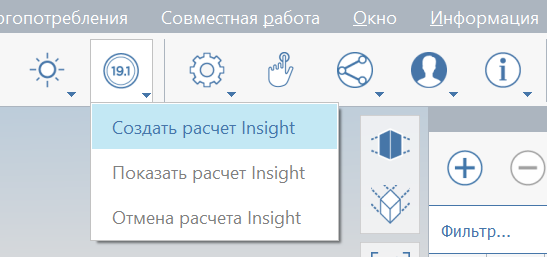 ргопотребления Совместная работа Окно Информация
19.1
Создать расчет Insight
Показать расчет Insight
Отмена расчета Insight
Фильтр...